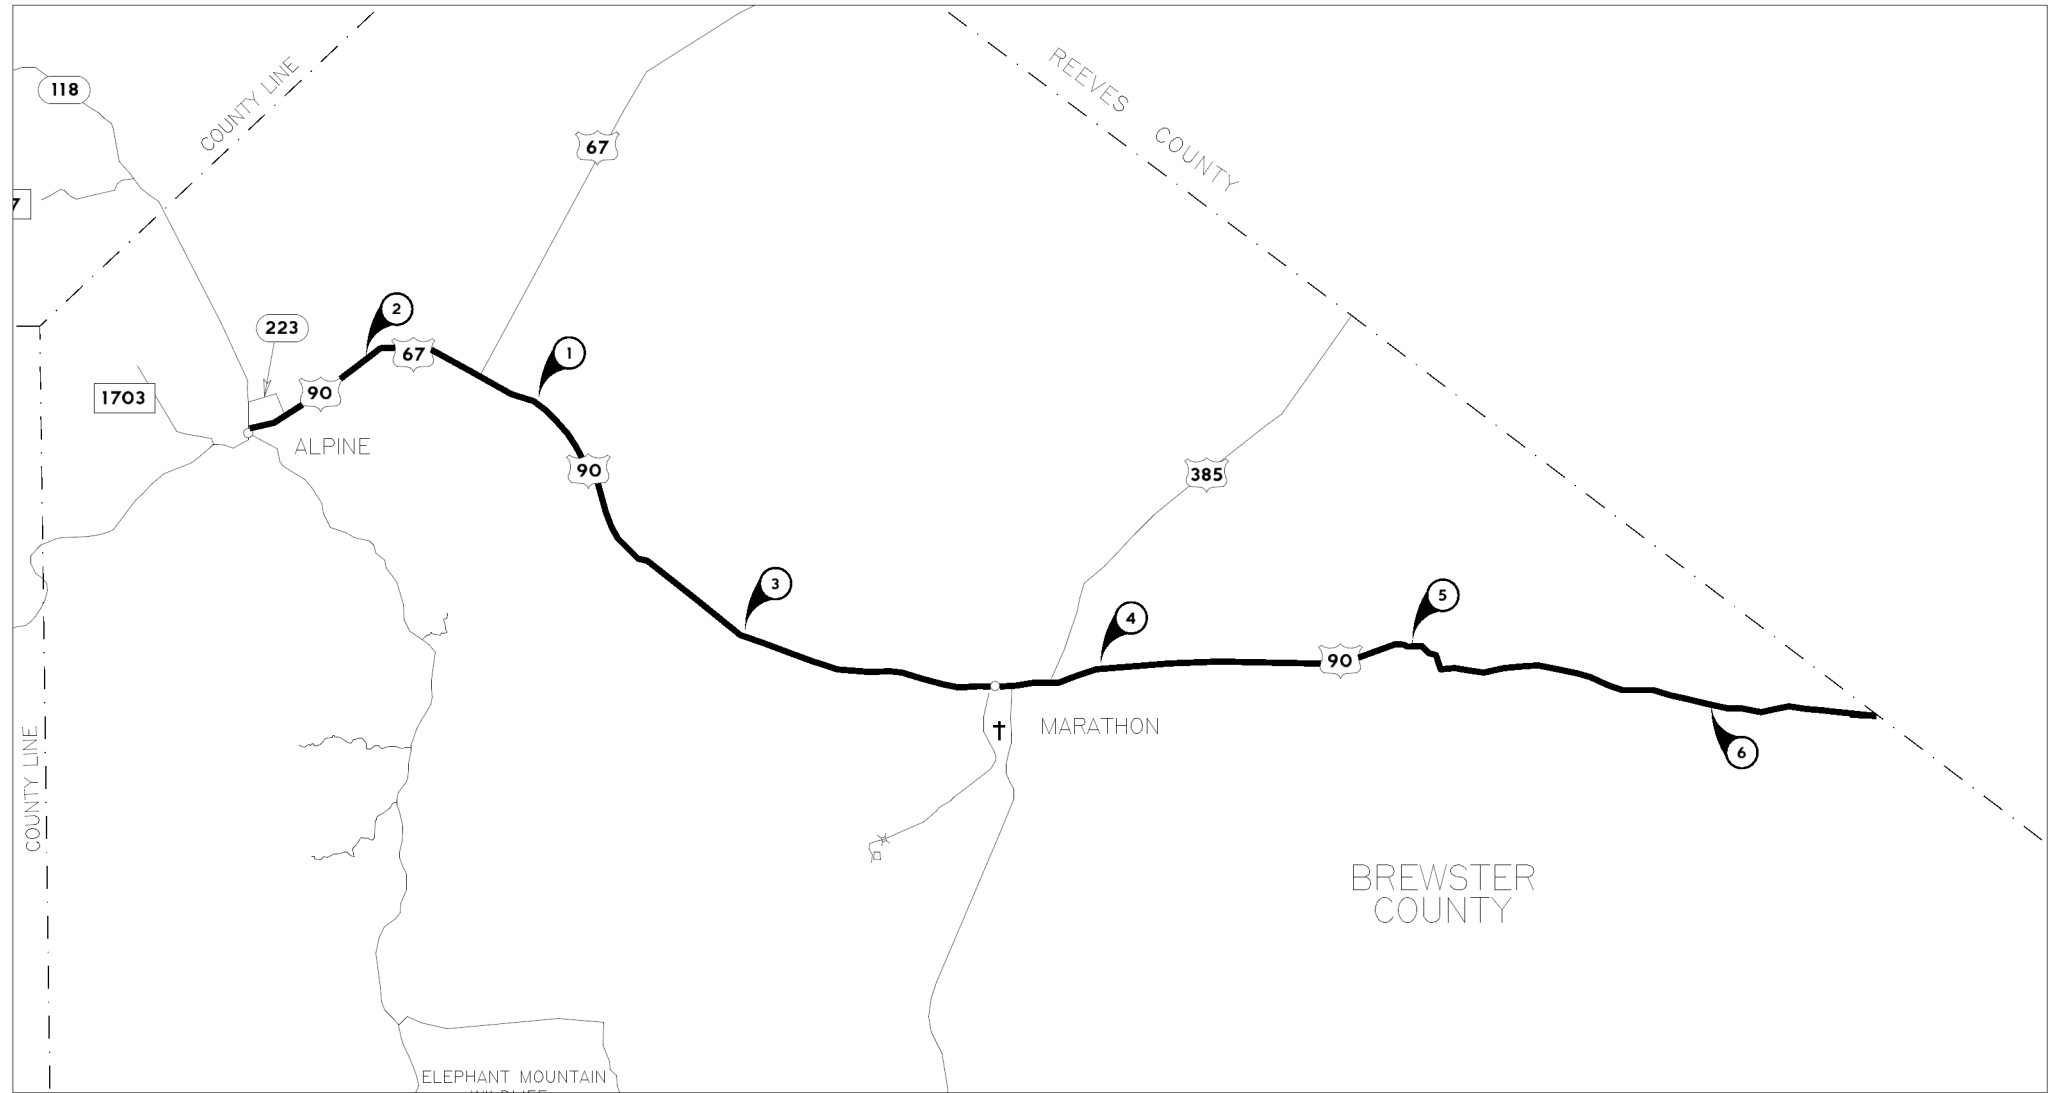 118
COUNTY LINE
67
REEVES COUNTY
7
2
223
67
1
90
1703
ALPINE
90
385
3
4
5
90
MARATHON
6
COUNTY LINE
BREWSTER
COUNTY
ELEPHANT MOUNTAIN